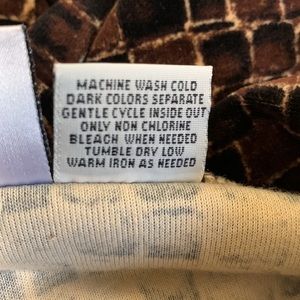 MACHINE WASH COLD
DARK COLORS SEPARATE
GENTLE CYCLE INSIDE OUT
ONLY NON CHLORINE
BLEACH WHEN NEEDED
TUMBLE DRY LOW
WARM IRON AS NEEDED